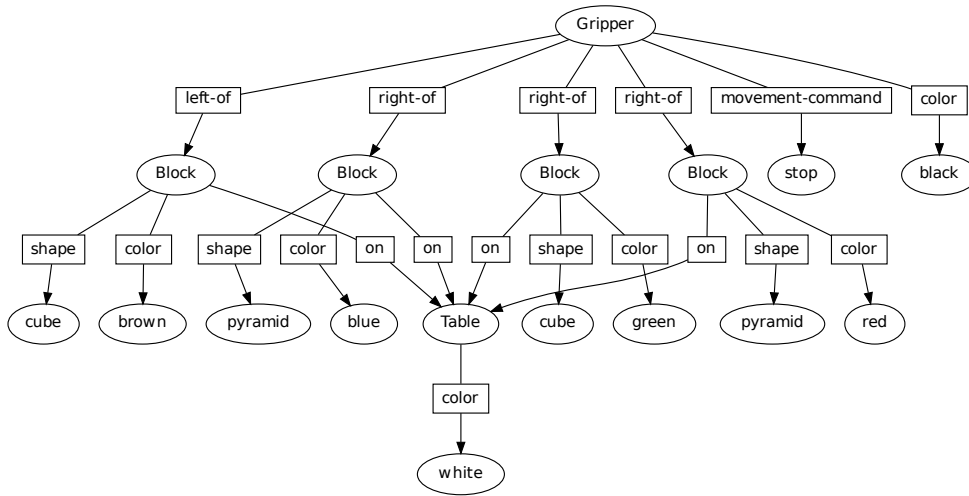 Gripper
left-of right-of right-of right-of movement-command color
Block Block Block Block stop black
shape color shape color on on on shape color on shape color
cube brown pyramid blue Table cube green pyramid red
color
white